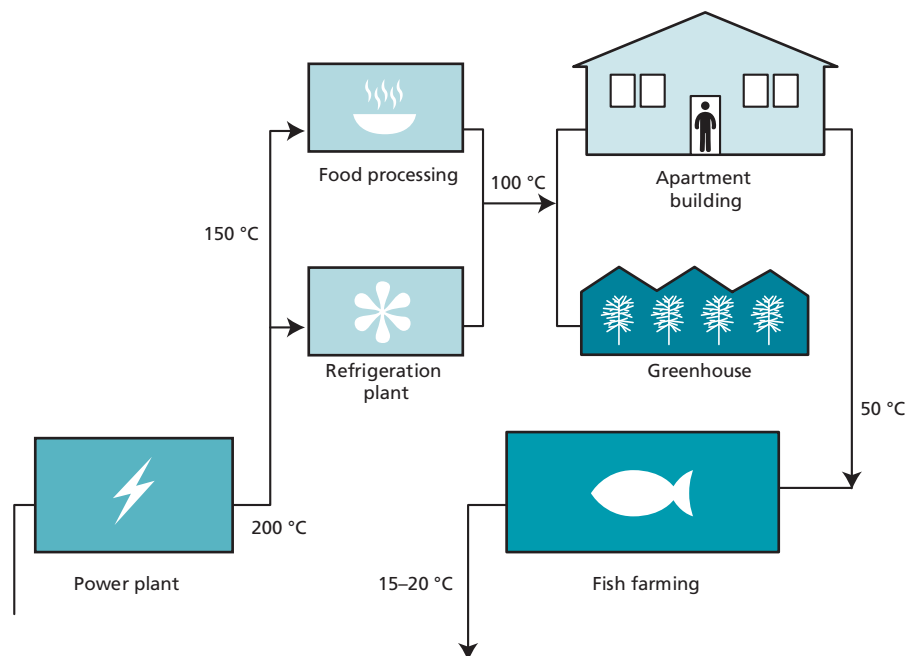 Food processing
100 °C
Apartment
building
150 °C
Refrigeration
plant
Greenhouse
50 °C
200 °C
Power plant
15–20 °C
Fish farming